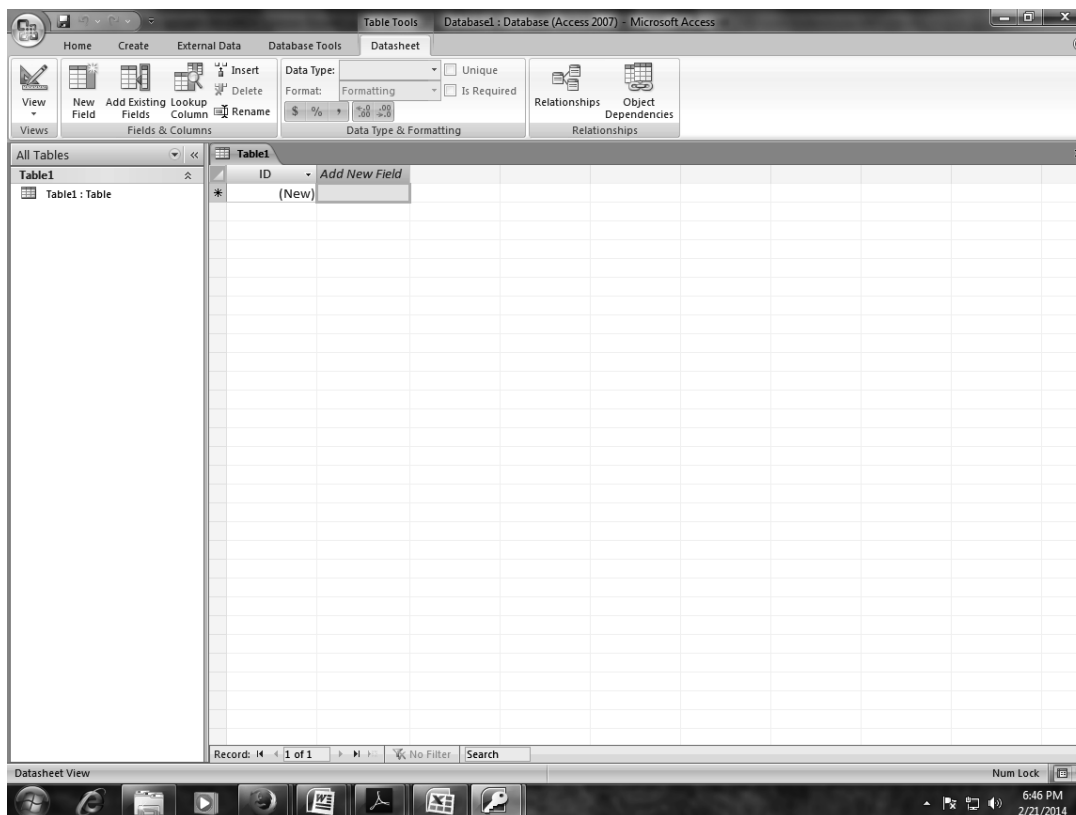 Table Tools Database1 : Database (Access 2007) - Microsoft Access
Home Create External Data Database Tools Datasheet
View
Views
New Field
Add Existing Fields
Lookup Column
Insert
Delete
Rename
Fields & Columns
Data Type:
Format: Formatting
$ % ,
Unique
Is Required
Data Type & Formatting
Relationships
Object Dependencies
Relationships
All Tables
Table1
Table1 : Table
Table1
ID Add New Field
(New)
Record: 1 of 1 No Filter Search
Datasheet View Num Lock
6:46 PM
2/21/2014